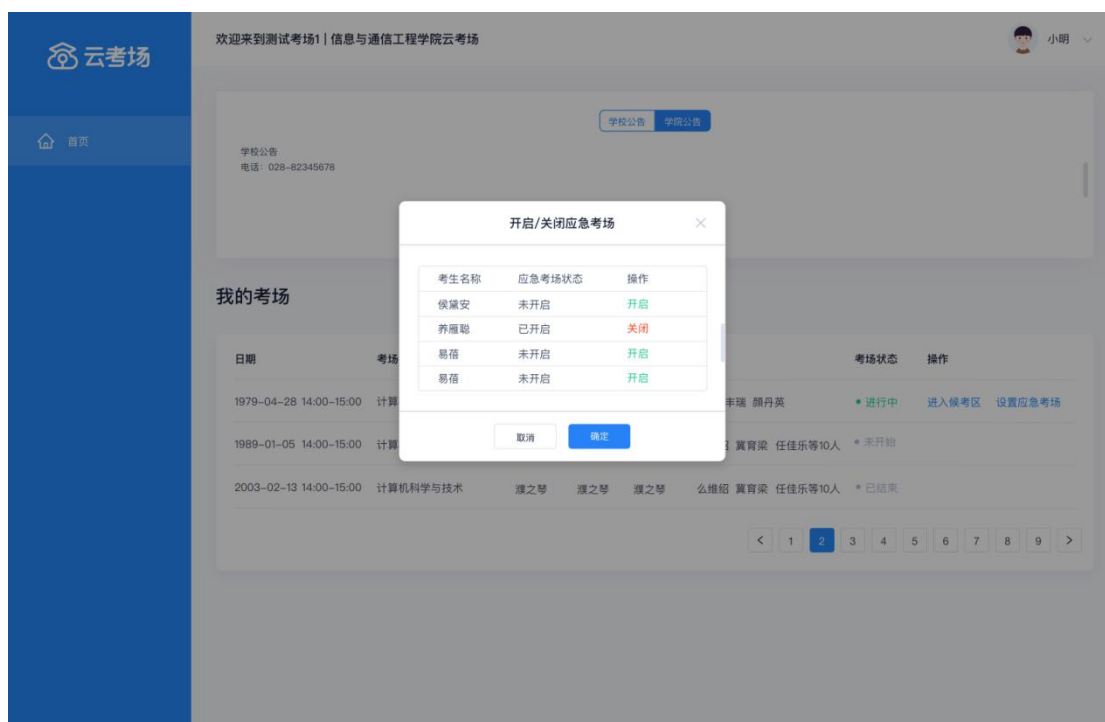 云考场
欢迎来到测试考场1 | 信息与通信工程学院云考场
小明
首页
学校公告 学院公告
学校公告
电话：028-82345678
开启/关闭应急考场
考生名称 应急考场状态 操作
侯黛安 未开启 开启
养雁聪 已开启 关闭
易蓓 未开启 开启
易蓓 未开启 开启
取消 确定
我的考场
日期 考场 考场状态 操作
1979-04-28 14:00-15:00 计算 丰瑞 颜丹英 进行中 进入候考区 设置应急考场
1989-01-05 14:00-15:00 计算 冀育梁 任佳乐等10人 未开始
2003-02-13 14:00-15:00 计算机科学与技术 濮之琴 濮之琴 濮之琴 么维绍 冀育梁 任佳乐等10人 已结束
< 1 2 3 4 5 6 7 8 9 >